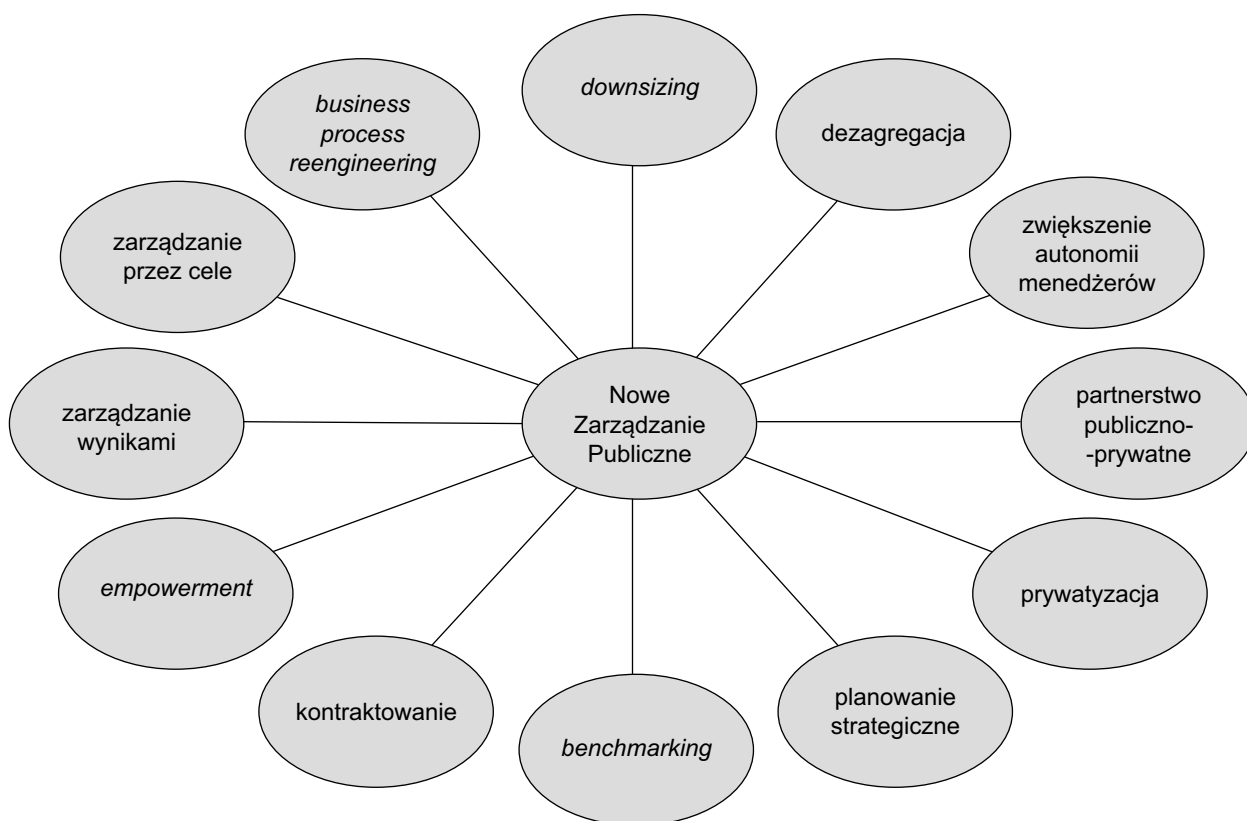 downsizing
business
process
reengineering
dezagregacja
zarządzanie
przez cele
zwiększenie
autonomii
menedżerów
zarządzanie
wynikami
Nowe
Zarządzanie
Publiczne
partnerstwo
publiczno-
-prywatne
empowerment
prywatyzacja
kontraktowanie
planowanie
strategiczne
benchmarking